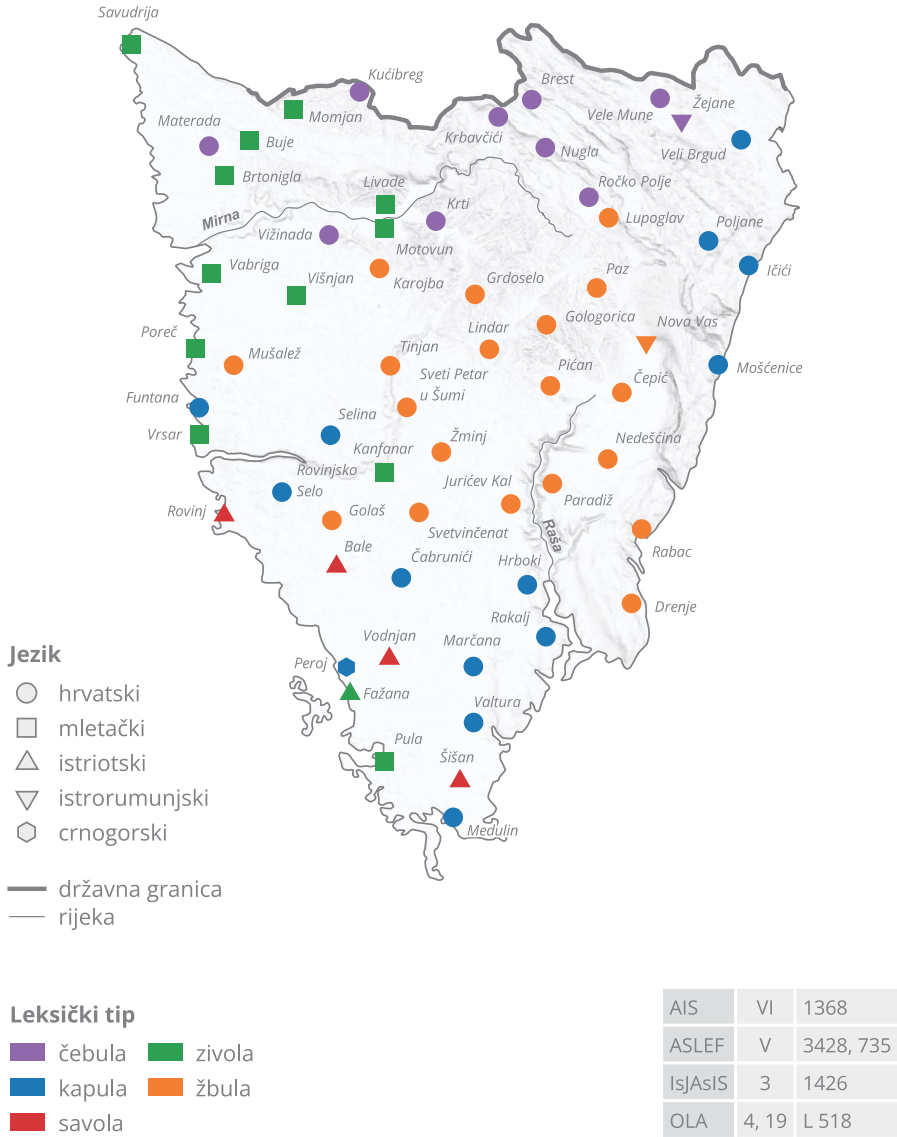 Savudrija
Kućibreg
Brest
Momjan
Vele Mune
Žejane
Materada
Buje
Krbavčići
Nugla
Veli Brgud
Brtonigla
Livade
Ročko Polje
Mirna
Krti
Lupoglav
Poljane
Vižinada
Motovun
Vabriga
Višnjan
Karojba
Grdoselo
Paz
Ičići
Poreč
Mušalež
Tinjan
Lindar
Gologorica
Nova Vas
Funtana
Sveti Petar
u Šumi
Pićan
Čepić
Mošćenice
Vrsar
Selina
Žminj
Nedešćina
Kanfanar
Rovinjsko
Selo
Jurićev Kal
Paradiž
Rovinj
Golaš
Svetvinčenat
Raša
Rabac
Bale
Čabrunići
Hrboki
Drenje
Rakalj
Peroj
Vodnjan
Marčana
Fažana
Valtura
Pula
Šišan
Medulin
Jezik
hrvatski
mletački
istriotski
istrorumunjski
crnogorski
državna granica
rijeka
Leksički tip
čebula zivola
kapula žbula
savola
AIS VI 1368
ASLEF V 3428, 735
IsJAsIS 3 1426
OLA 4, 19 L 518